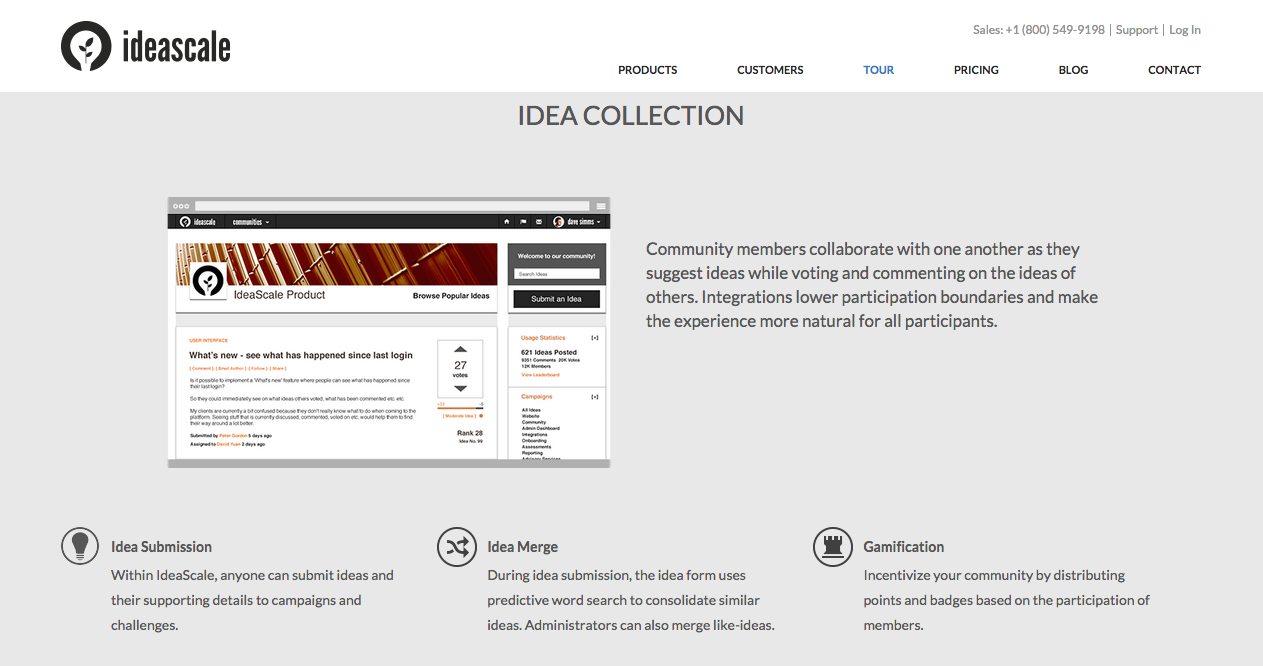 ideascale
Sales: +1 (800) 549-9198 | Support | Log In
PRODUCTS CUSTOMERS TOUR PRICING BLOG CONTACT
IDEA COLLECTION
ideascale communities dave simms
Welcome to our community!
Search Ideas
IdeaScale Product Browse Popular Ideas
Submit an Idea
USER-INTERFACE
What's new - see what has happened since last login
[ Comment ] [ Email Author ] [ Follow ] [ Share ]
Is it possible to implement a 'What's new' feature where people can see what has happened since
their last login?
So they could immediately see on what ideas others voted, what has been commented etc. etc.
My clients are currently a bit confused because they don't really know what to do when coming to the
platform. Seeing stuff that is currently discussed, commented, voted on etc. would help them to find
their way around a lot better.
Submitted by Peter Gordon 5 days ago
Assigned to David Yuan 2 days ago
27
votes
[ Moderate Idea ]
Rank 28
Idea No. 99
Usage Statistics [+]
621 Ideas Posted
9351 Comments 20K Votes
12K Members
View Leaderboard
Campaigns [+]
All Ideas
Website
Community
Admin Dashboard
Integrations
Onboarding
Assessments
Reporting
Advisory Services
Community members collaborate with one another as they
suggest ideas while voting and commenting on the ideas of
others. Integrations lower participation boundaries and make
the experience more natural for all participants.
Idea Submission
Within IdeaScale, anyone can submit ideas and
their supporting details to campaigns and
challenges.
Idea Merge
During idea submission, the idea form uses
predictive word search to consolidate similar
ideas. Administrators can also merge like-ideas.
Gamification
Incentivize your community by distributing
points and badges based on the participation of
members.